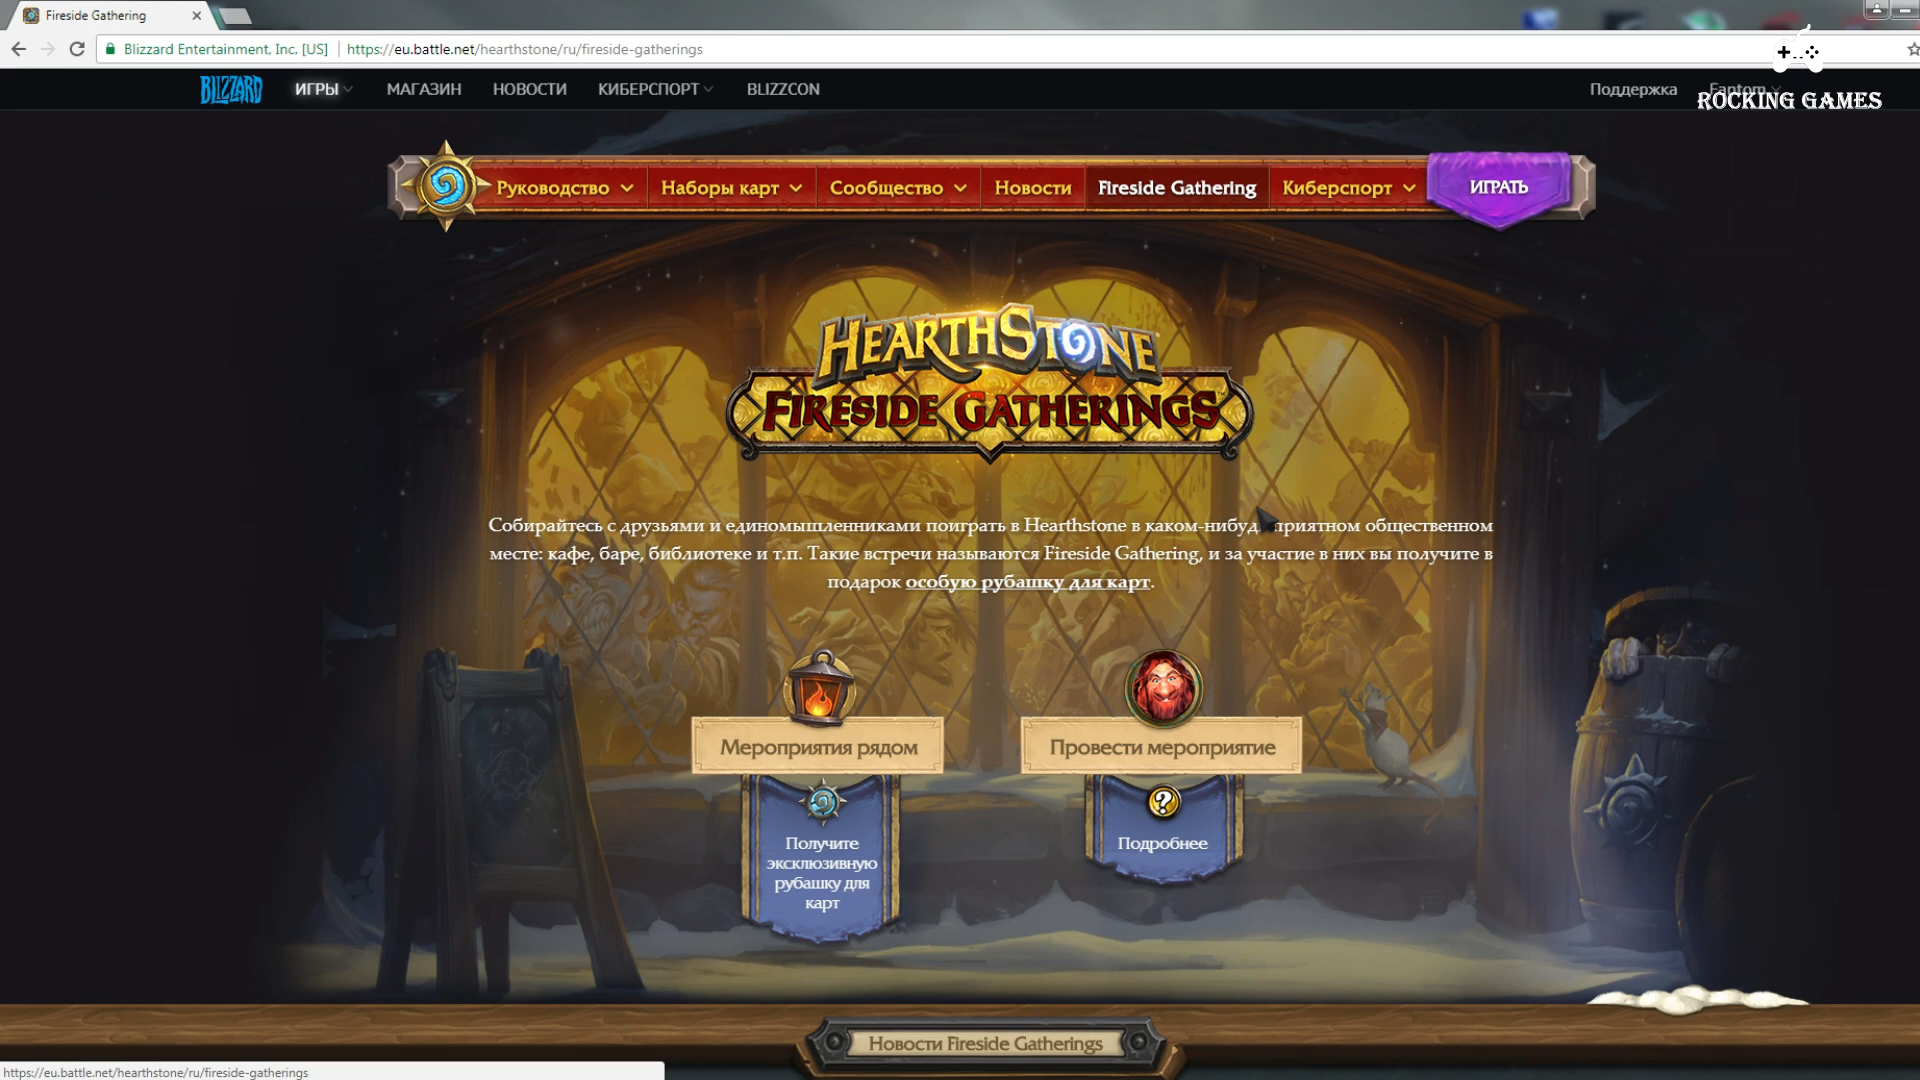 Fireside Gathering
Blizzard Entertainment, Inc. [US] https://eu.battle.net/hearthstone/ru/fireside-gatherings
BLIZZARD ИГРЫ МАГАЗИН НОВОСТИ КИБЕРСПОРТ BLIZZCON Поддержка Fantom
ROCKING GAMES
Руководство Наборы карт Сообщество Новости Fireside Gathering Киберспорт ИГРАТЬ
HEARTHSTONE
FIRESIDE GATHERINGS
Собирайтесь с друзьями и единомышленниками поиграть в Hearthstone в каком-нибуд приятном общественном
месте: кафе, баре, библиотеке и т.п. Такие встречи называются Fireside Gathering, и за участие в них вы получите в
подарок особую рубашку для карт.
Мероприятия рядом
Получите
эксклюзивную
рубашку для
карт
Провести мероприятие
Подробнее
Новости Fireside Gatherings
https://eu.battle.net/hearthstone/ru/fireside-gatherings